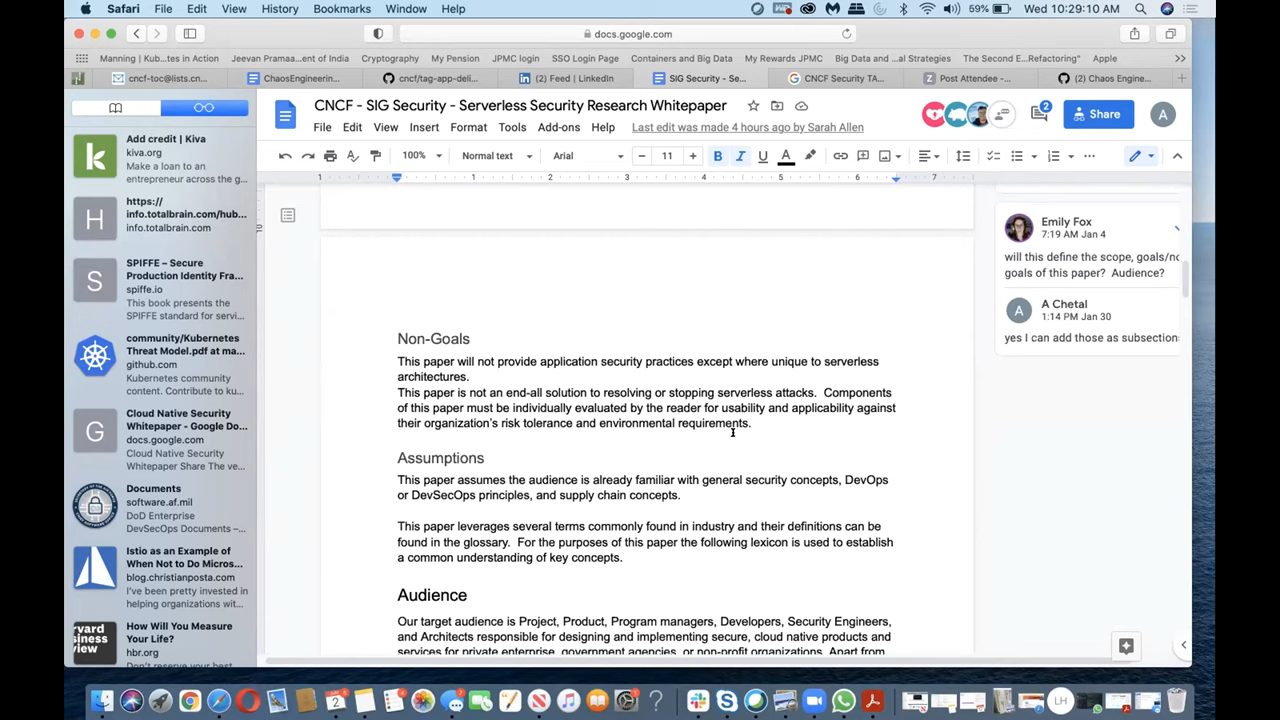 Safari File Edit View History Bookmarks Window Help 59% Wed 10:29:10 AM
docs.google.com
Manning | Kub...tes in Action Jeevan Pramaa...ent of India Cryptography My Pension JPMC login SSO Login Page Containers and Big Data My Rewards JPMC Big Data and...al Strategies The Second E..."Refactoring" Apple
cncf-toc@lists.cn... ChaosEngineerin... cncf/tag-app-deli... (2) Feed | LinkedIn SIG Security - Se... CNCF Security TA... Post Attendee -... (2) Chaos Engine...
Add credit | Kiva
kiva.org
Make a loan to an
entrepreneur across the g...
H
https://
info.totalbrain.com/hub...
info.totalbrain.com
S
SPIFFE – Secure
Production Identity Fra...
spiffe.io
This book presents the
SPIFFE standard for servi...
community/Kubernetes
Threat Model.pdf at ma...
github.com
Kubernetes community
content. Contribute to ku...
G
Cloud Native Security
Whitepaper - Google Do...
docs.google.com
Cloud Native Security
Whitepaper Share The ve...
Documents
software.af.mil
DoD Enterprise
DevSecOps Documents –...
Istio as an Example of
When Not to Do Micros...
blog.christianposta.com
I've been pretty invested in
helping organizations wit...
How Will You Measure
Your Life?
hbr.org
Don't reserve your best
CNCF - SIG Security - Serverless Security Research Whitepaper
File Edit View Insert Format Tools Add-ons Help Last edit was made 4 hours ago by Sarah Allen
2 Share A
100% Normal text Arial 11 B I U A
1 1 2 3 4 5 6 7
Non-Goals
This paper will not provide application security practices except where unique to serverless
architectures.
This paper is not an end-all solution to resolving or stopping serverless attacks. Components
of this paper must be individually evaluated by the reader for usability and applicability against
their organization risk tolerance and environmental requirements.
Assumptions
This paper assumes the audience is already familiar with general security concepts, DevOps
or DevSecOps principles, and supply chain concepts.
This paper leverages several terms commonly found in industry and their definitions can be
found in the glossary. For the purposes of this paper the following lexicon is used to establish
a common understanding of key concepts.
Audience
Our target audience Project, Product, Program managers, Developers, Security Engineers,
and architects responsible for designing and implementing secure cloud native products and
Emily Fox
7:19 AM Jan 4
will this define the scope, goals/no
goals of this paper? Audience?
A
A Chetal
1:14 PM Jan 30
yes I can add those as subsection
LH